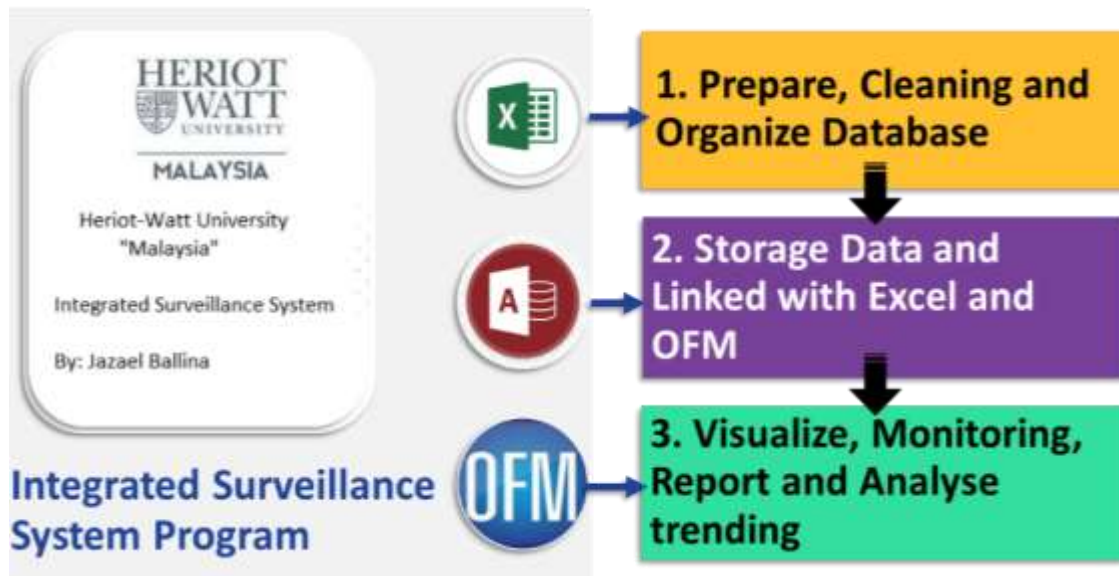 HERIOT
WATT
UNIVERSITY
MALAYSIA
Heriot-Watt University
"Malaysia"
Integrated Surveillance System
By: Jazael Ballina
Integrated Surveillance
System Program
X
A
OFM
1. Prepare, Cleaning and
Organize Database
2. Storage Data and
Linked with Excel and
OFM
3. Visualize, Monitoring,
Report and Analyse
trending